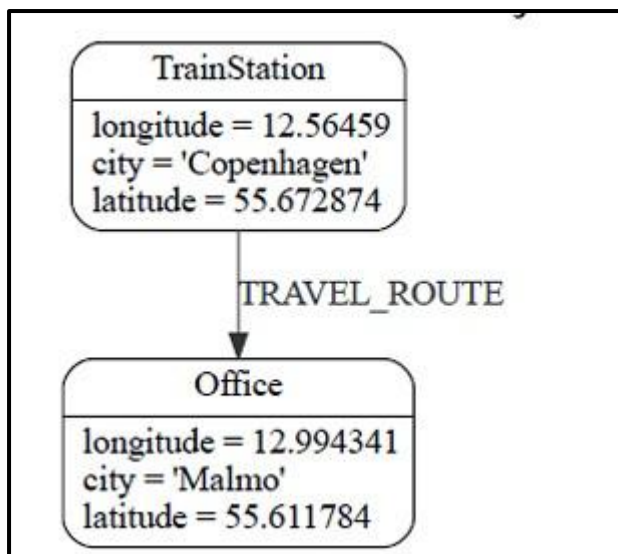 TrainStation
longitude = 12.56459
city = 'Copenhagen'
latitude = 55.672874
TRAVEL_ROUTE
Office
longitude = 12.994341
city = 'Malmo'
latitude = 55.611784